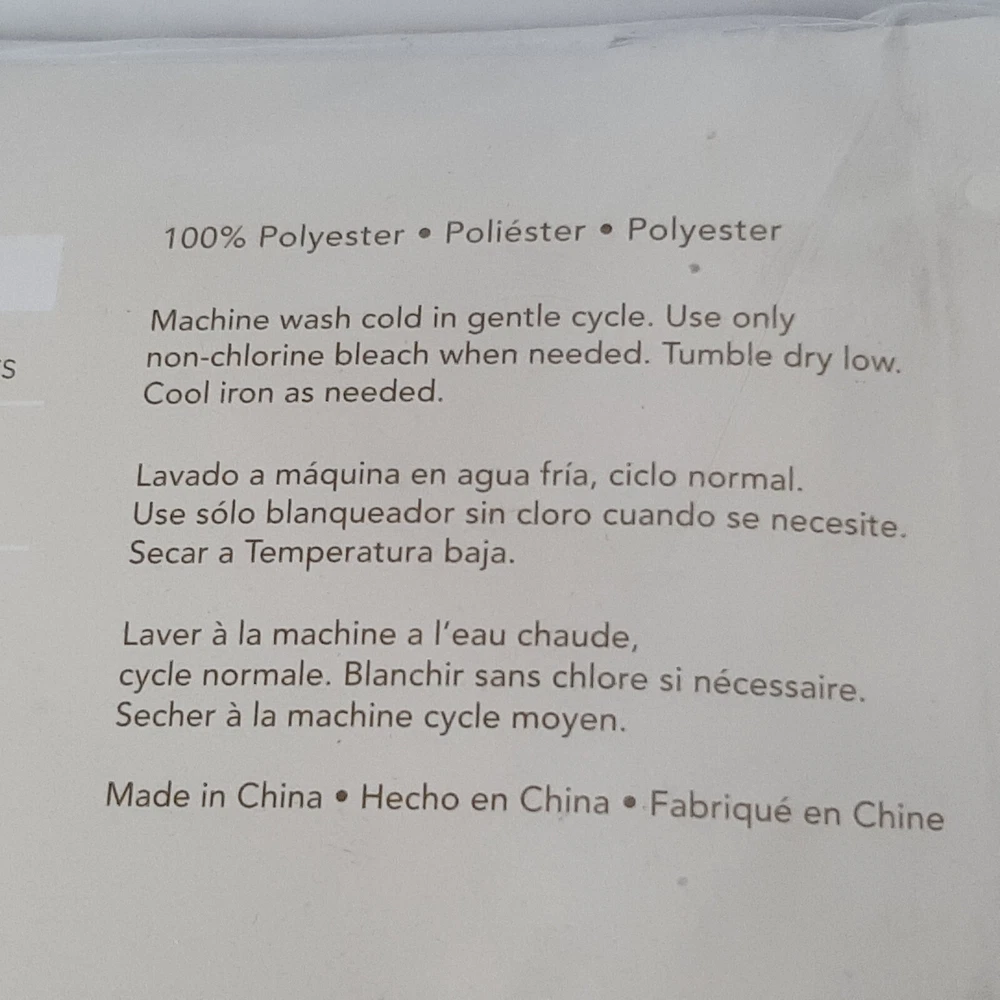 100% Polyester • Poliéster • Polyester
Machine wash cold in gentle cycle. Use only
non-chlorine bleach when needed. Tumble dry low.
Cool iron as needed.
Lavado a máquina en agua fría, ciclo normal.
Use sólo blanqueador sin cloro cuando se necesite.
Secar a Temperatura baja.
Laver à la machine a l'eau chaude,
cycle normale. Blanchir sans chlore si nécessaire.
Secher à la machine cycle moyen.
Made in China • Hecho en China • Fabriqué en Chine